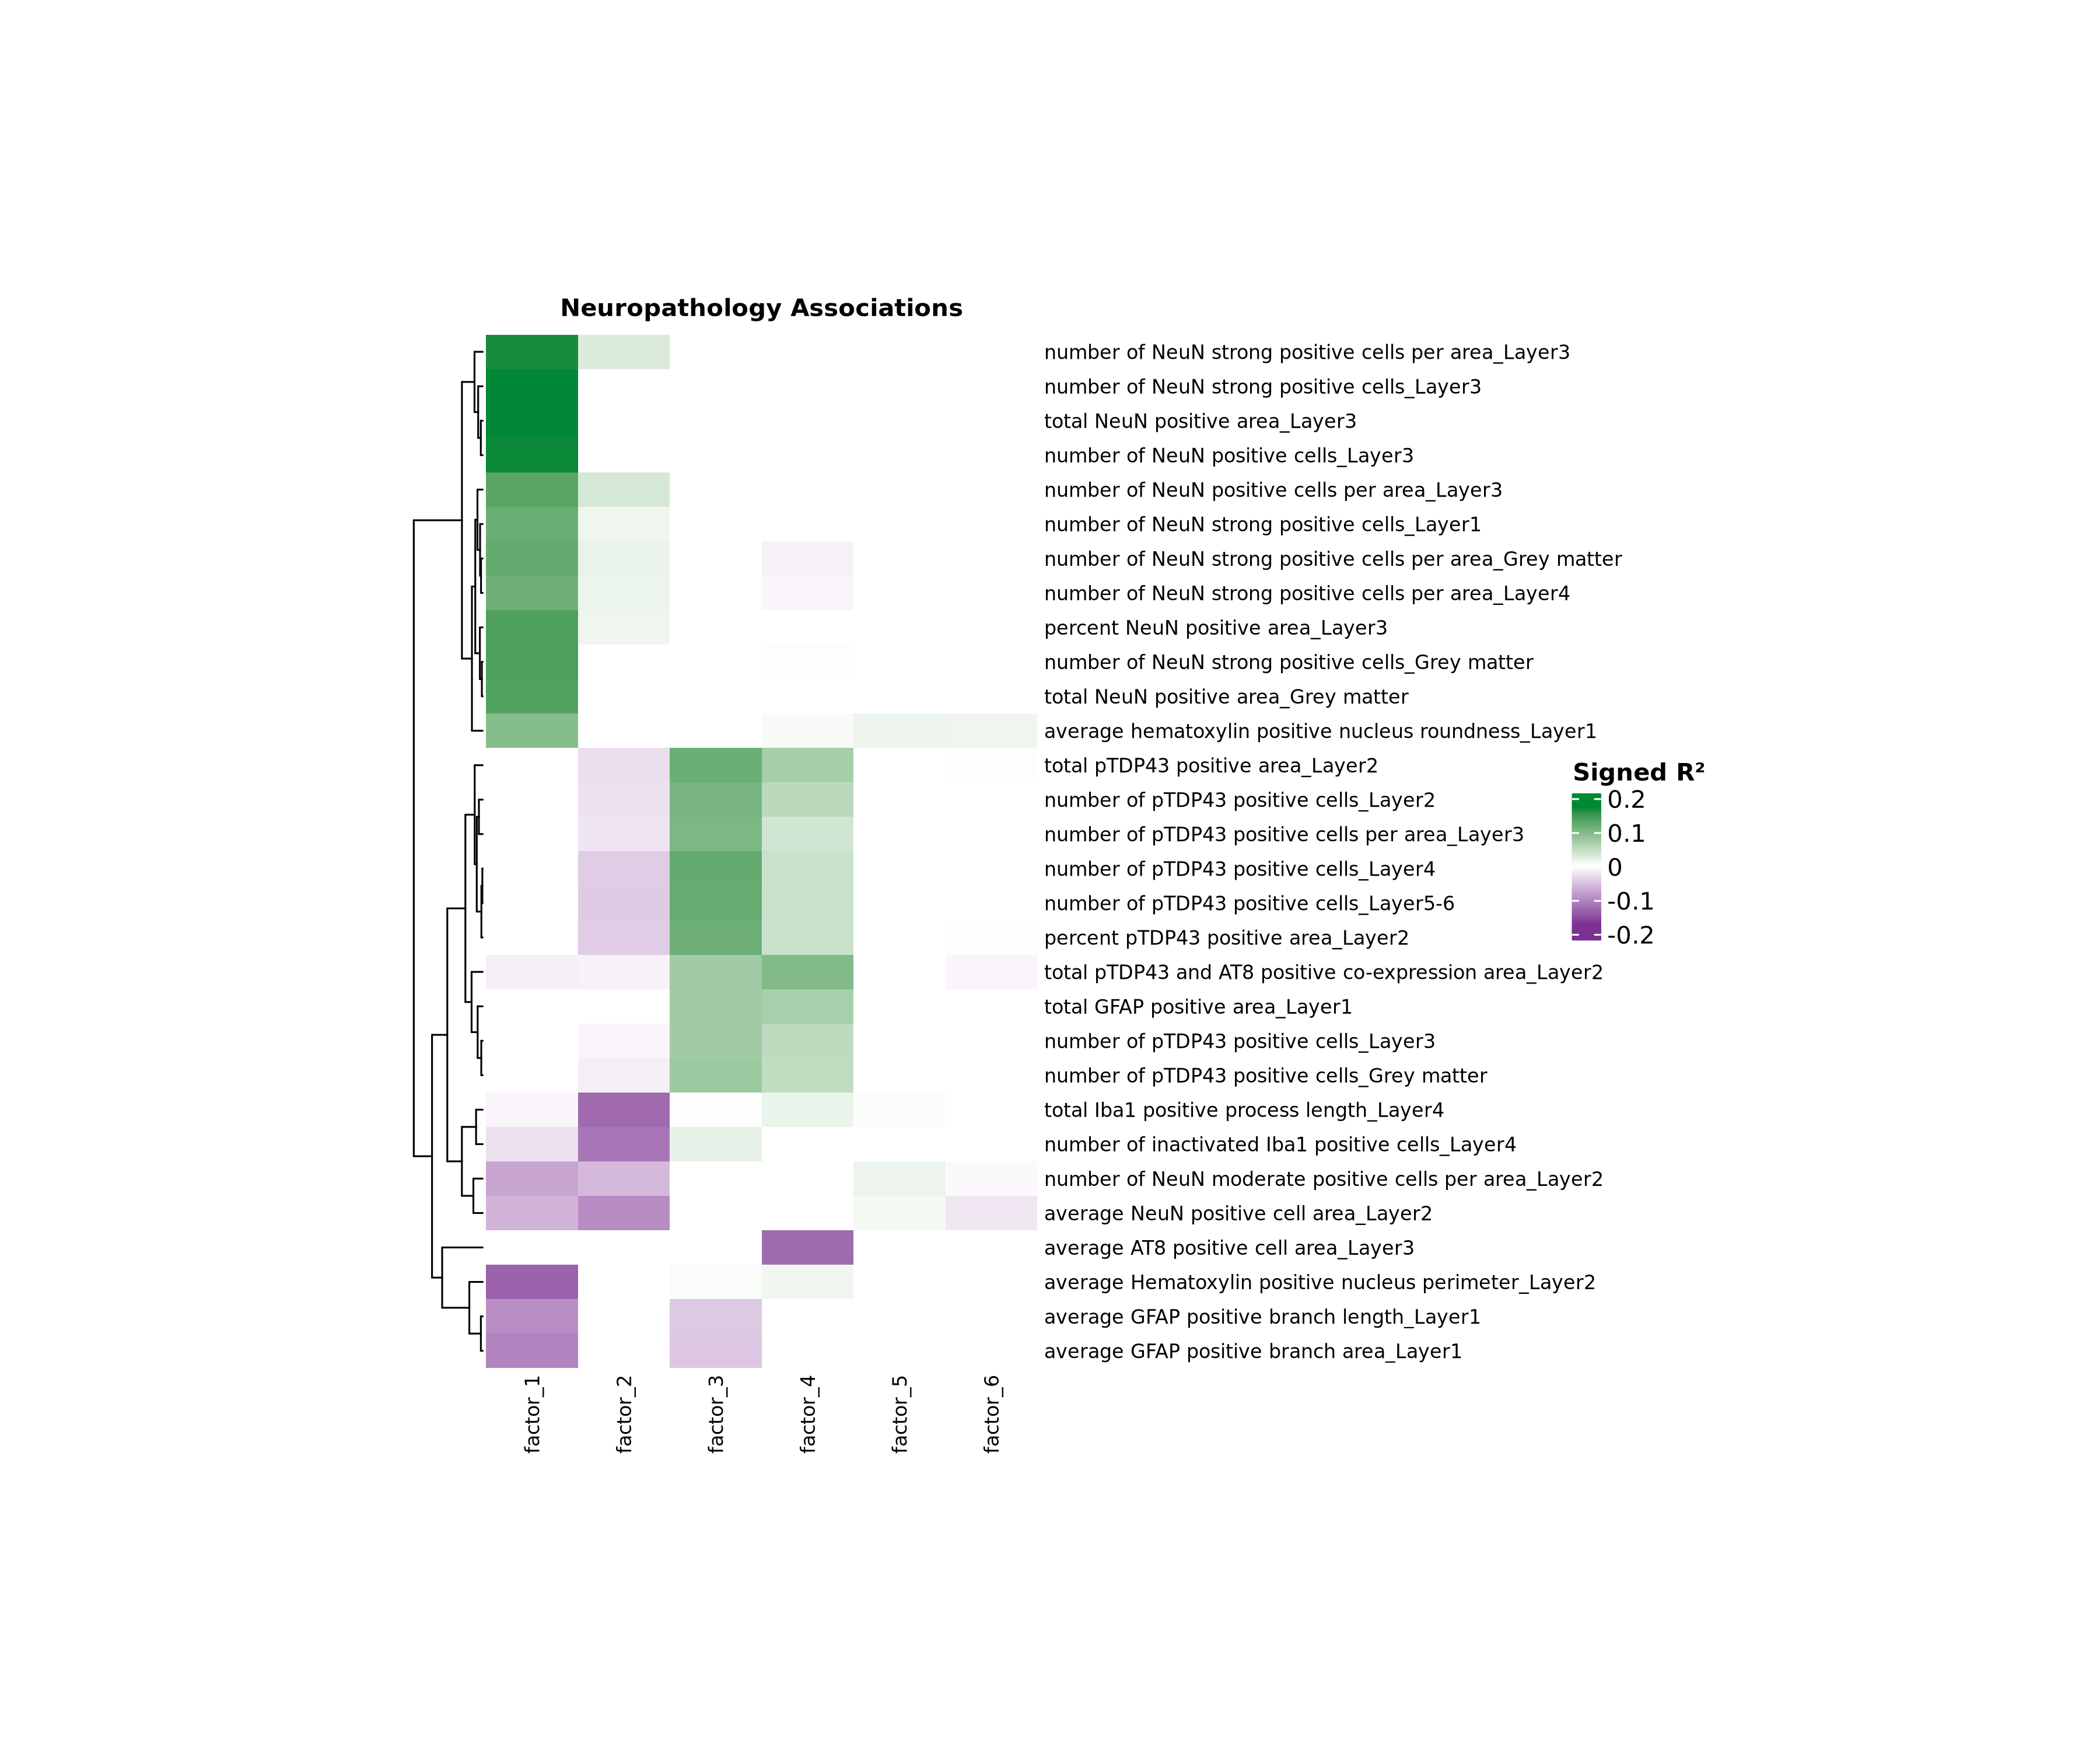 Neuropathology Associations
number of NeuN strong positive cells per area_Layer3
number of NeuN strong positive cells_Layer3
total NeuN positive area_Layer3
number of NeuN positive cells_Layer3
number of NeuN positive cells per area_Layer3
number of NeuN strong positive cells_Layer1
number of NeuN strong positive cells per area_Grey matter
number of NeuN strong positive cells per area_Layer4
percent NeuN positive area_Layer3
number of NeuN strong positive cells_Grey matter
total NeuN positive area_Grey matter
average hematoxylin positive nucleus roundness_Layer1
total pTDP43 positive area_Layer2
number of pTDP43 positive cells_Layer2
number of pTDP43 positive cells per area_Layer3
number of pTDP43 positive cells_Layer4
number of pTDP43 positive cells_Layer5-6
percent pTDP43 positive area_Layer2
total pTDP43 and AT8 positive co-expression area_Layer2
total GFAP positive area_Layer1
number of pTDP43 positive cells_Layer3
number of pTDP43 positive cells_Grey matter
total Iba1 positive process length_Layer4
number of inactivated Iba1 positive cells_Layer4
number of NeuN moderate positive cells per area_Layer2
average NeuN positive cell area_Layer2
average AT8 positive cell area_Layer3
average Hematoxylin positive nucleus perimeter_Layer2
average GFAP positive branch length_Layer1
average GFAP positive branch area_Layer1
factor_1
factor_2
factor_3
factor_4
factor_5
factor_6
Signed R²
0.2
0.1
0
-0.1
-0.2